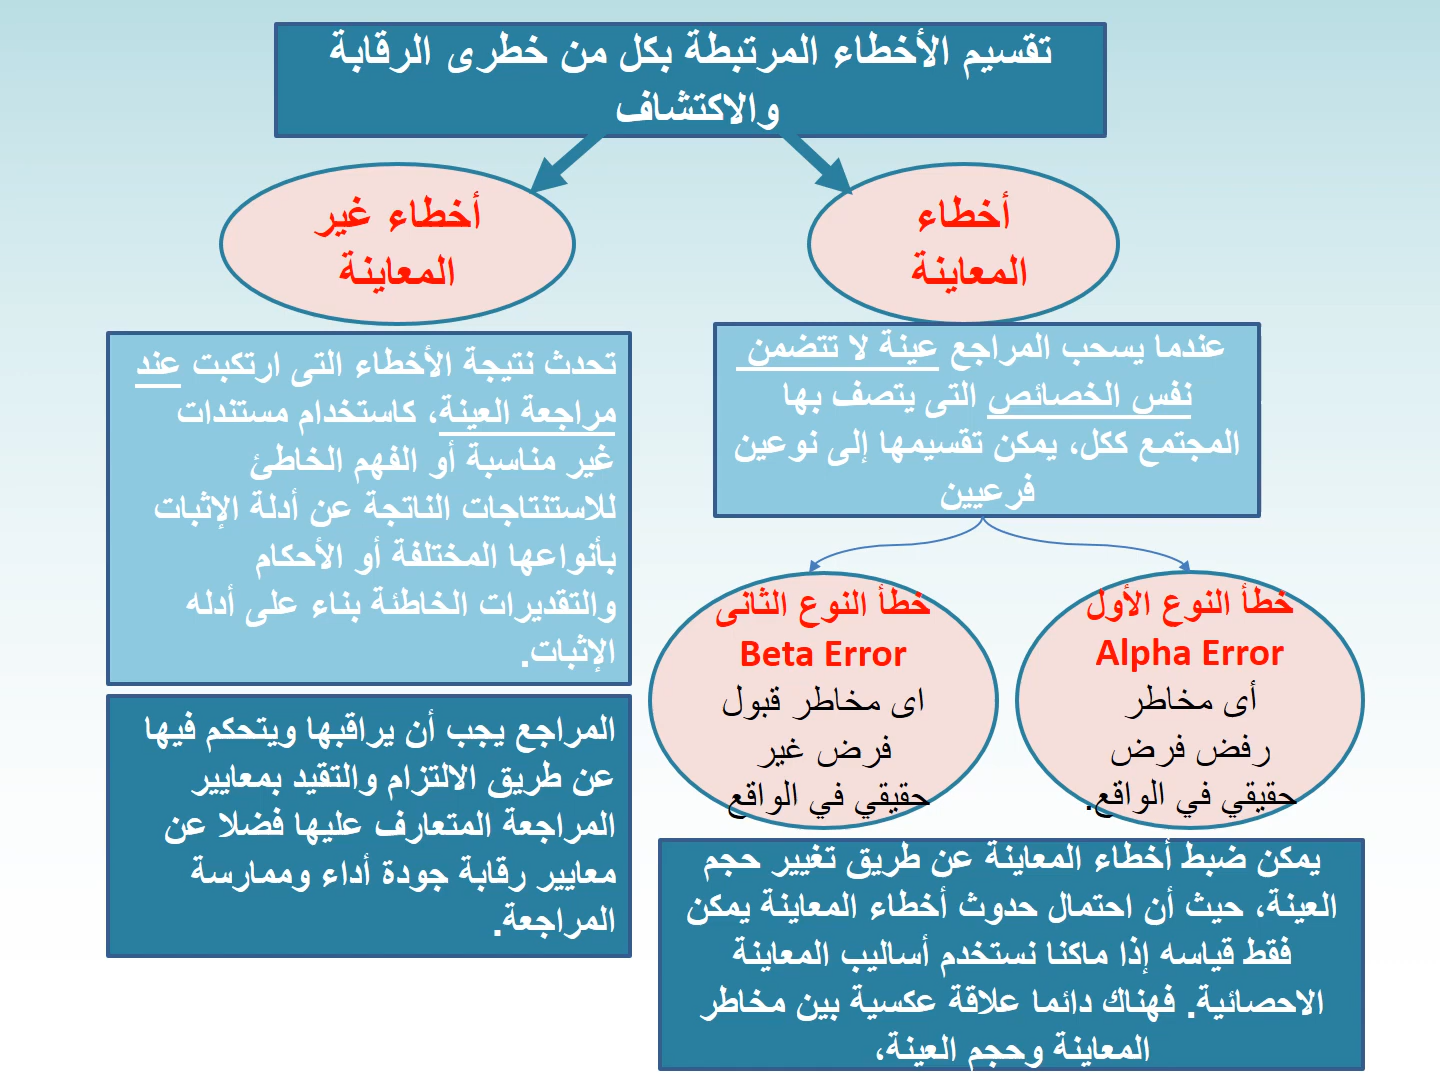 تقسيم الأخطاء المرتبطة بكل من خطرى الرقابة
والاكتشاف
أخطاء
المعاينة
عندما يسحب المراجع عينة لا تتضمن
نفس الخصائص التى يتصف بها
المجتمع ككل، يمكن تقسيمها إلى نوعين
فرعيين
خطأ النوع الأول
Alpha Error
أى مخاطر
رفض فرض
حقيقي في الواقع.
خطأ النوع الثانى
Beta Error
اى مخاطر قبول
فرض غير
حقيقي في الواقع
يمكن ضبط أخطاء المعاينة عن طريق تغيير حجم
العينة، حيث أن احتمال حدوث أخطاء المعاينة يمكن
فقط قياسه إذا ماكنا نستخدم أساليب المعاينة
الاحصائية. فهناك دائما علاقة عكسية بين مخاطر
المعاينة وحجم العينة،
أخطاء غير
المعاينة
تحدث نتيجة الأخطاء التى ارتكبت عند
مراجعة العينة، كاستخدام مستندات
غير مناسبة أو الفهم الخاطئ
للاستنتاجات الناتجة عن أدلة الإثبات
بأنواعها المختلفة أو الأحكام
والتقديرات الخاطئة بناء على أدله
الإثبات.
المراجع يجب أن يراقبها ويتحكم فيها
عن طريق الالتزام والتقيد بمعايير
المراجعة المتعارف عليها فضلا عن
معايير رقابة جودة أداء وممارسة
المراجعة.